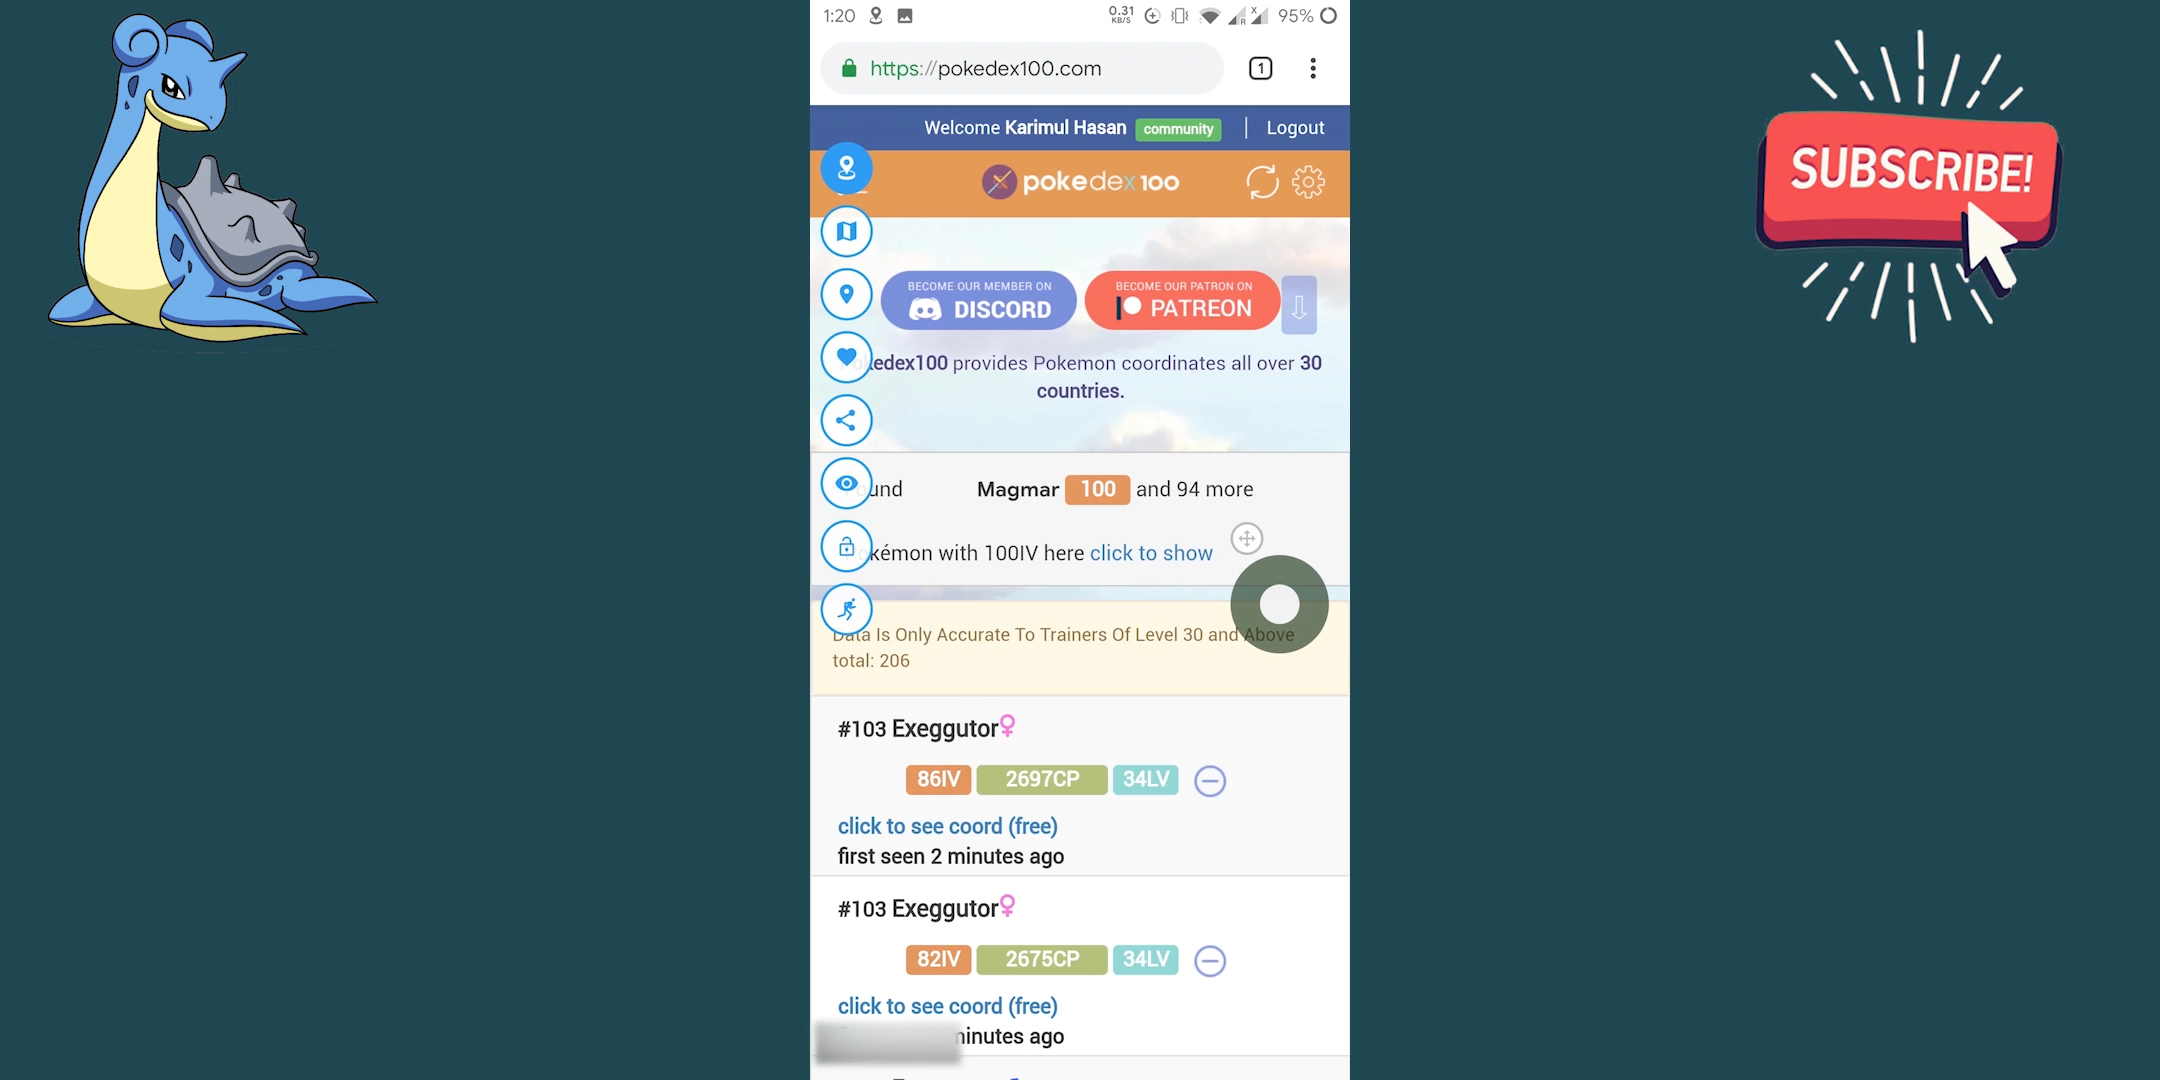 1:20
0.31 KB/S
R
X
95%
https://pokedex100.com
1
Welcome Karimul Hasan community | Logout
pokedex100
BECOME OUR MEMBER ON
DISCORD
BECOME OUR PATRON ON
PATREON
kedex100 provides Pokemon coordinates all over 30
countries.
und Magmar 100 and 94 more
kémon with 100IV here click to show
Data Is Only Accurate To Trainers Of Level 30 and Above
total: 206
#103 Exeggutor♀
86IV 2697CP 34LV
click to see coord (free)
first seen 2 minutes ago
#103 Exeggutor♀
82IV 2675CP 34LV
click to see coord (free)
minutes ago
SUBSCRIBE!